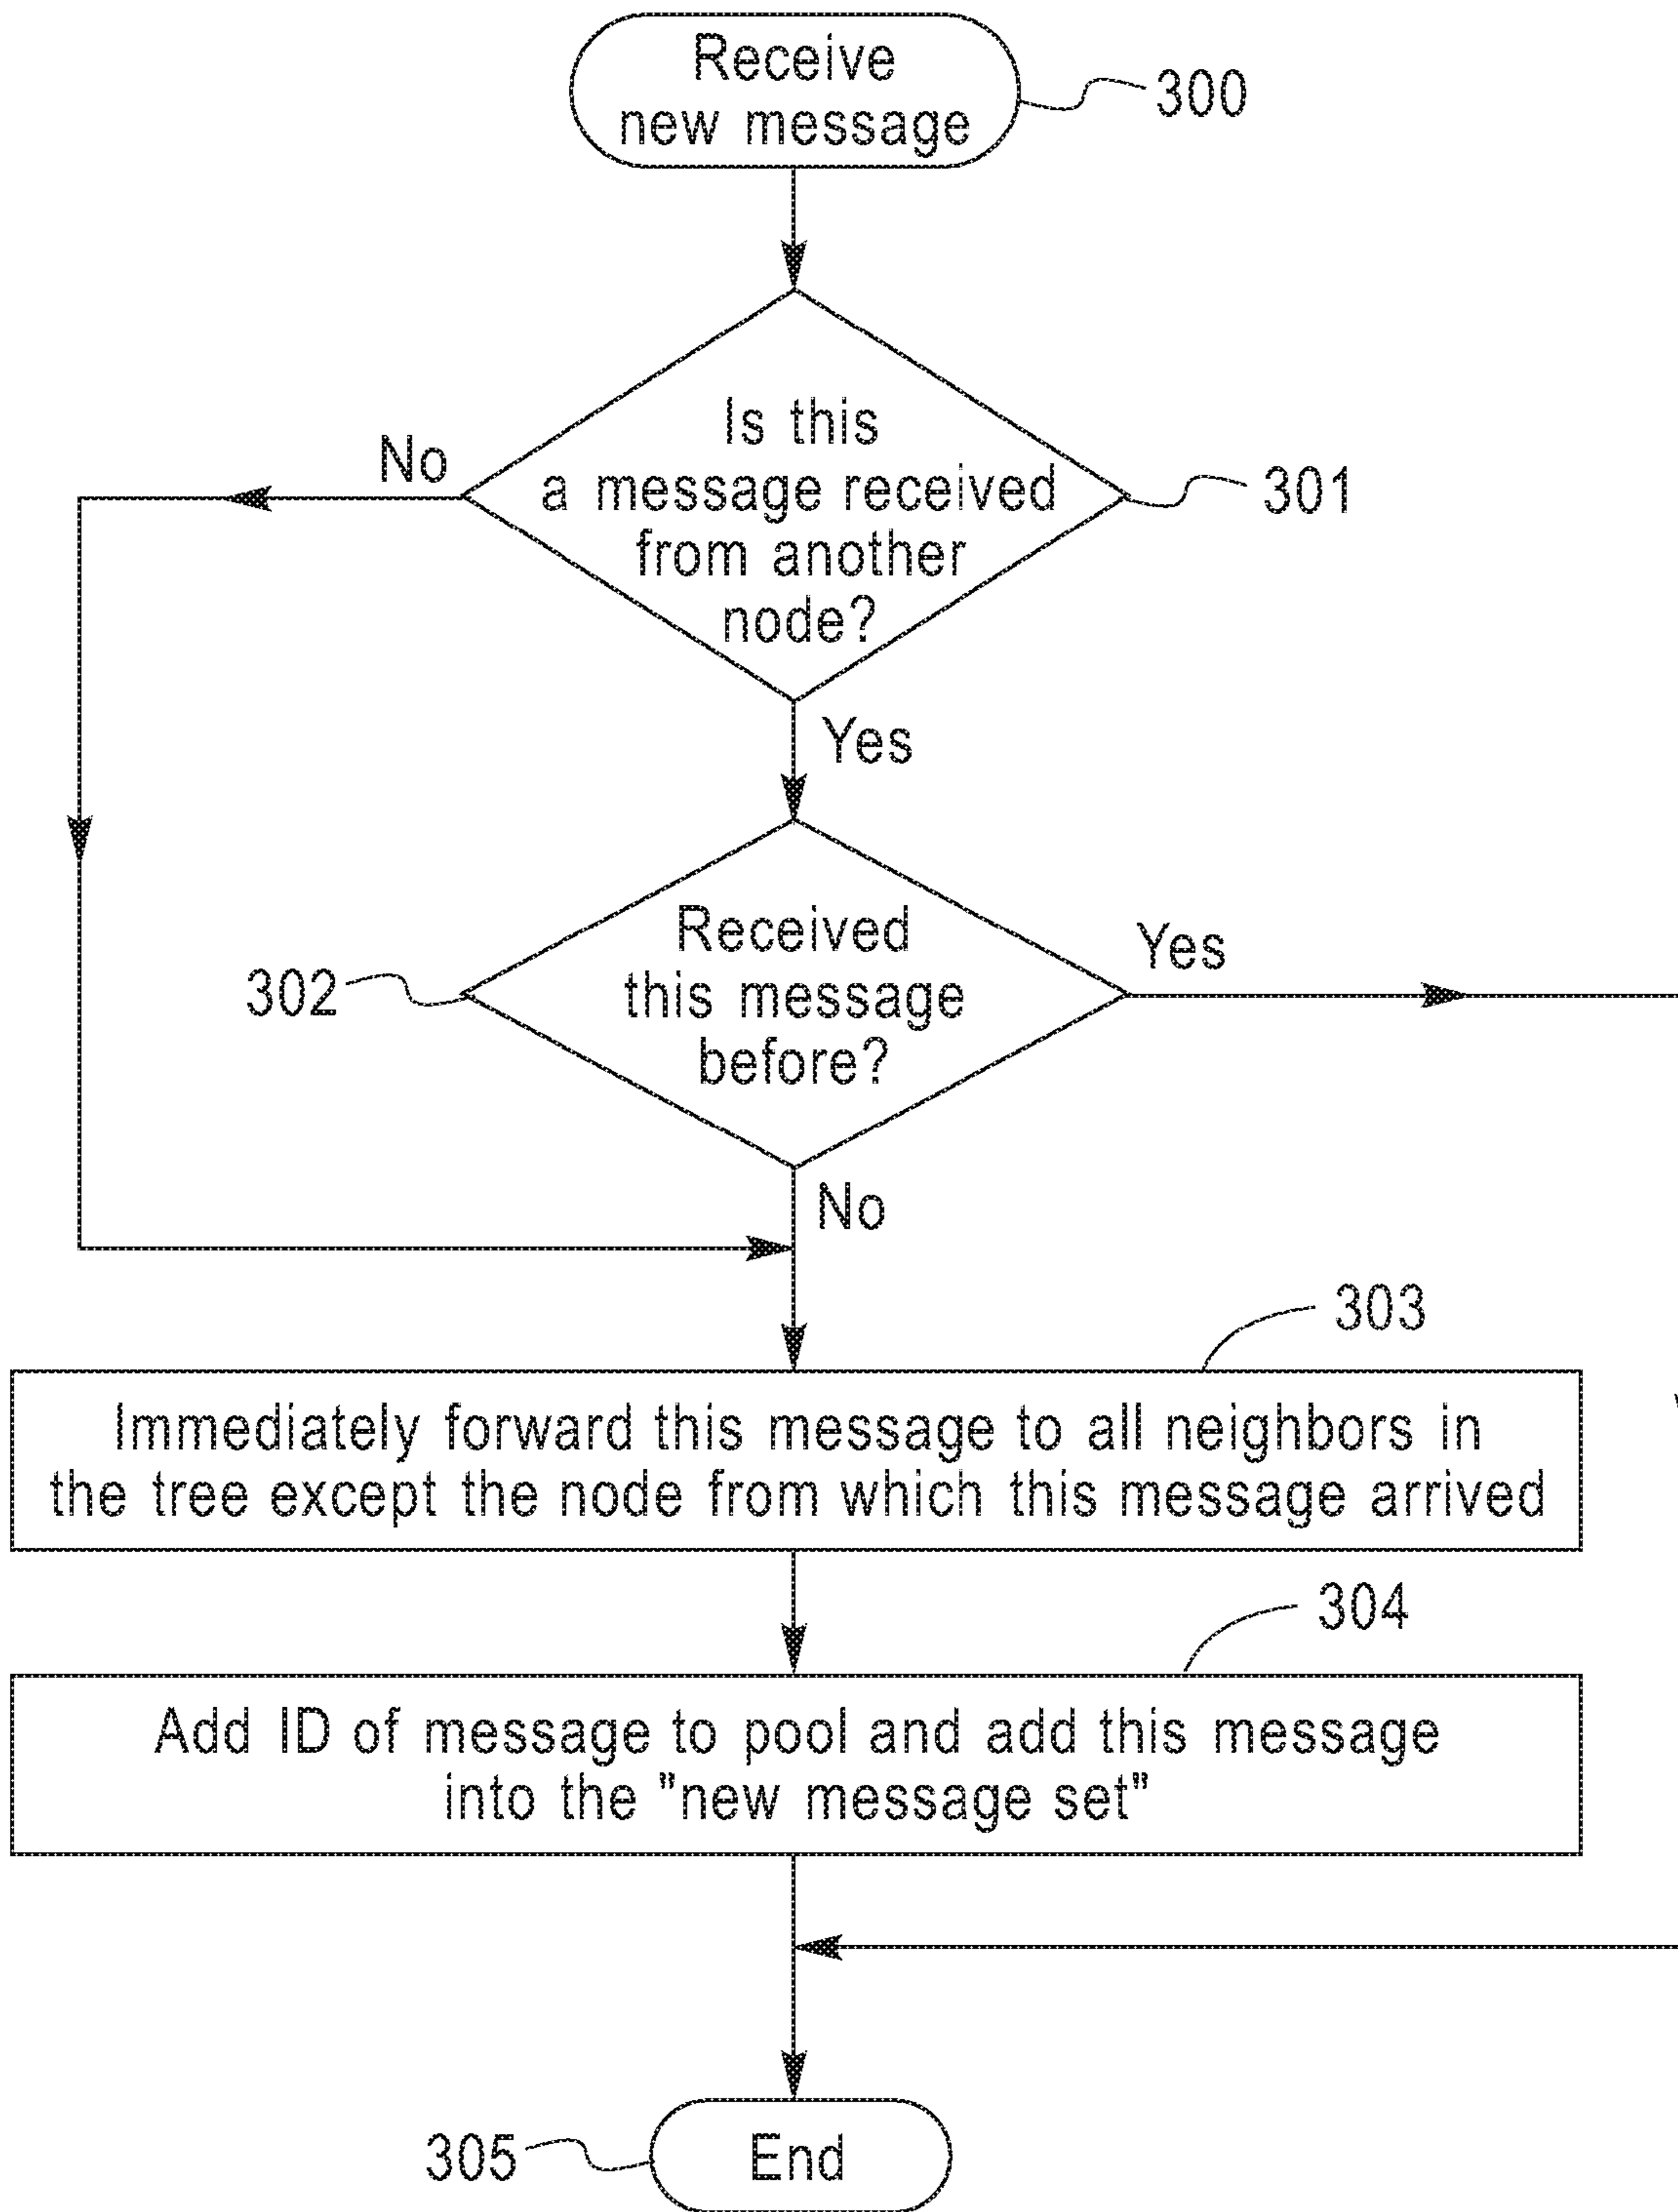 Receive
new message
300
Is this
a message received
from another
node?
301
No
Yes
Received
this message
before?
302
Yes
No
303
Immediately forward this message to all neighbors in
the tree except the node from which this message arrived
304
Add ID of message to pool and add this message
into the "new message set"
305
End